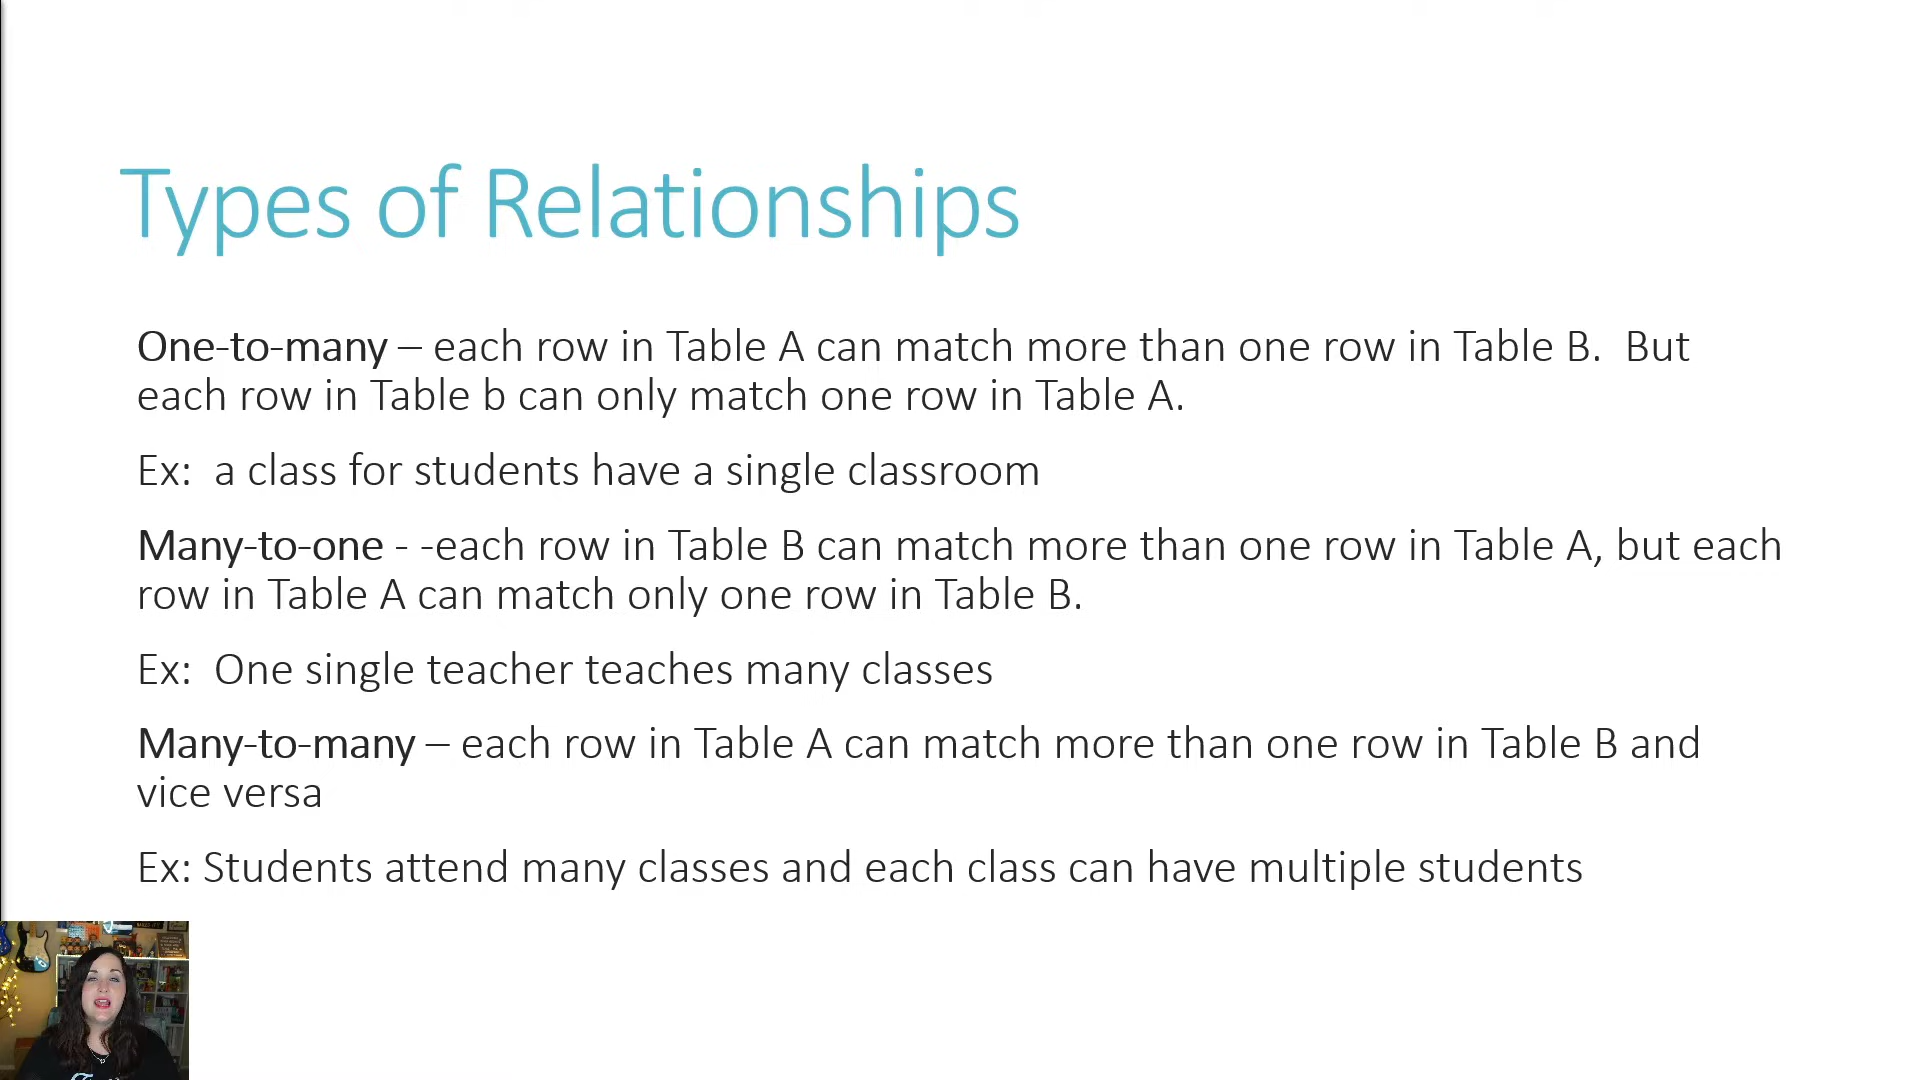 Types of Relationships
One-to-many – each row in Table A can match more than one row in Table B.  But
each row in Table b can only match one row in Table A.
Ex:  a class for students have a single classroom
Many-to-one - -each row in Table B can match more than one row in Table A, but each
row in Table A can match only one row in Table B.
Ex:  One single teacher teaches many classes
Many-to-many – each row in Table A can match more than one row in Table B and
vice versa
Ex: Students attend many classes and each class can have multiple students